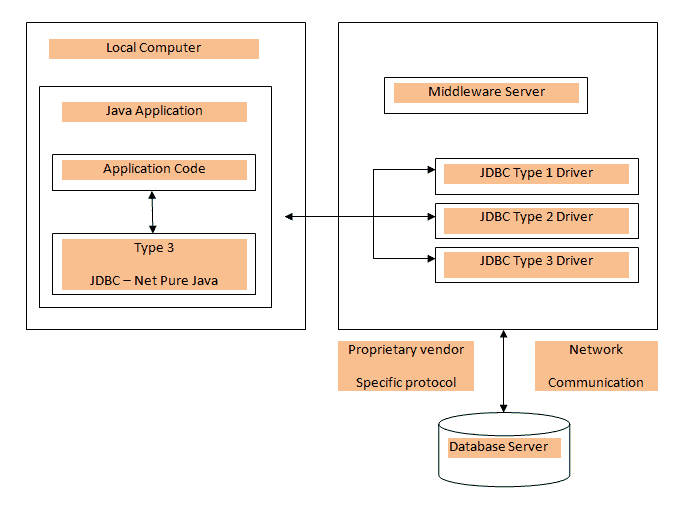 Local Computer
Java Application
Application Code
Type 3
JDBC – Net Pure Java
Middleware Server
JDBC Type 1 Driver
JDBC Type 2 Driver
JDBC Type 3 Driver
Proprietary vendor
Specific protocol
Network
Communication
Database Server